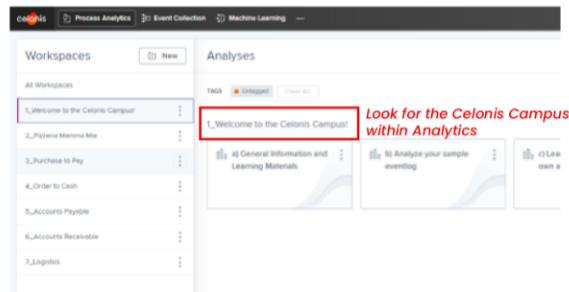 celonis Process Analytics Event Collection Machine Learning
Workspaces
New
Analyses
All Workspaces
TAGS Untagged Clear All
1_Welcome to the Celonis Campus!
1_Welcome to the Celonis Campus!
Look for the Celonis Campus
within Analytics
2_Pizzeria Mamma Mia
3_Purchase to Pay
a) General Information and
Learning Materials
b) Analyze your sample
eventlog
own a
4_Order to Cash
5_Accounts Payable
6_Accounts Receivable
7_Logistics